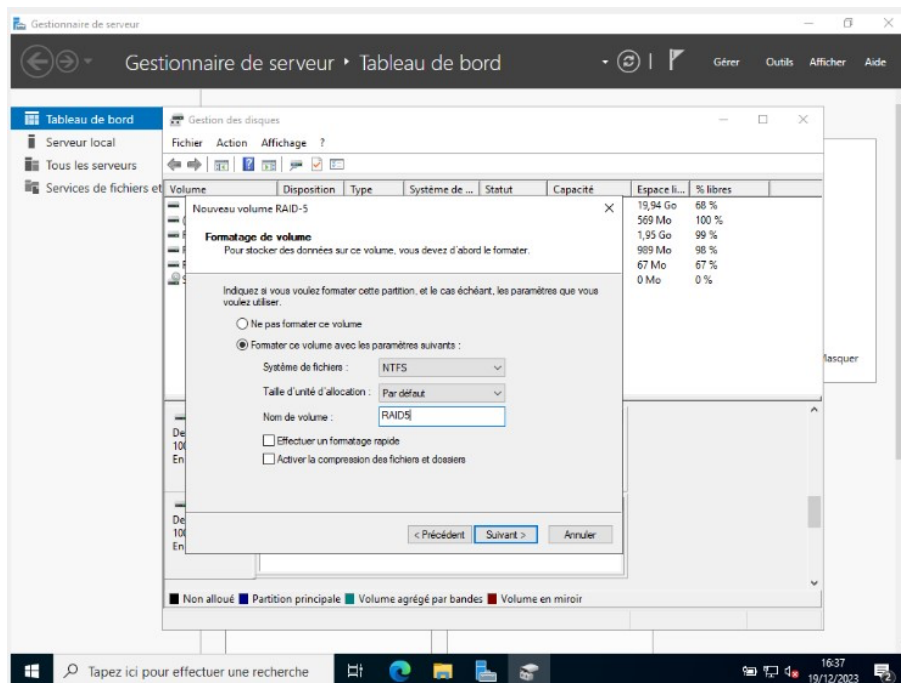 Gestionnaire de serveur
Gestionnaire de serveur • Tableau de bord
Gérer Outils Afficher Aide
Tableau de bord
Serveur local
Tous les serveurs
Services de fichiers et
Gestion des disques
Fichier Action Affichage ?
Volume Disposition Type Système de ... Statut Capacité Espace li... % libres
19,94 Go 68 %
569 Mo 100 %
1,95 Go 99 %
989 Mo 98 %
67 Mo 67 %
0 Mo 0 %
Nouveau volume RAID-5
Formatage de volume
Pour stocker des données sur ce volume, vous devez d'abord le formater.
Indiquez si vous voulez formater cette partition, et le cas échéant, les paramètres que vous
voulez utiliser.
Ne pas formater ce volume
Formater ce volume avec les paramètres suivants :
Système de fichiers : NTFS
Taille d'unité d'allocation : Par défaut
Nom de volume : RAID5
Effectuer un formatage rapide
Activer la compression des fichiers et dossiers
< Précédent Suivant > Annuler
Masquer
De
100
En
De
100
En
Non alloué Partition principale Volume agrégé par bandes Volume en miroir
Tapez ici pour effectuer une recherche
16:37
19/12/2023
2